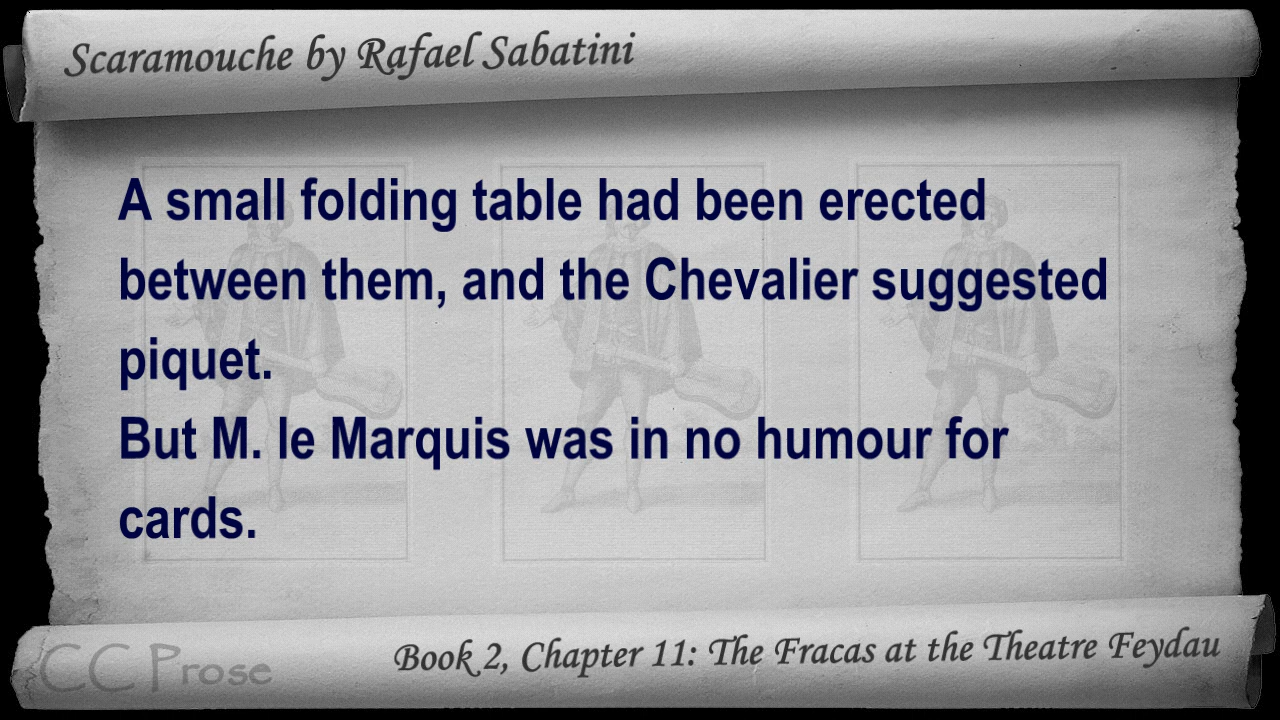 Scaramouche by Rafael Sabatini
A small folding table had been erected
between them, and the Chevalier suggested
piquet.
But M. le Marquis was in no humour for
cards.
CC Prose
Book 2, Chapter 11: The Fracas at the Theatre Feydau